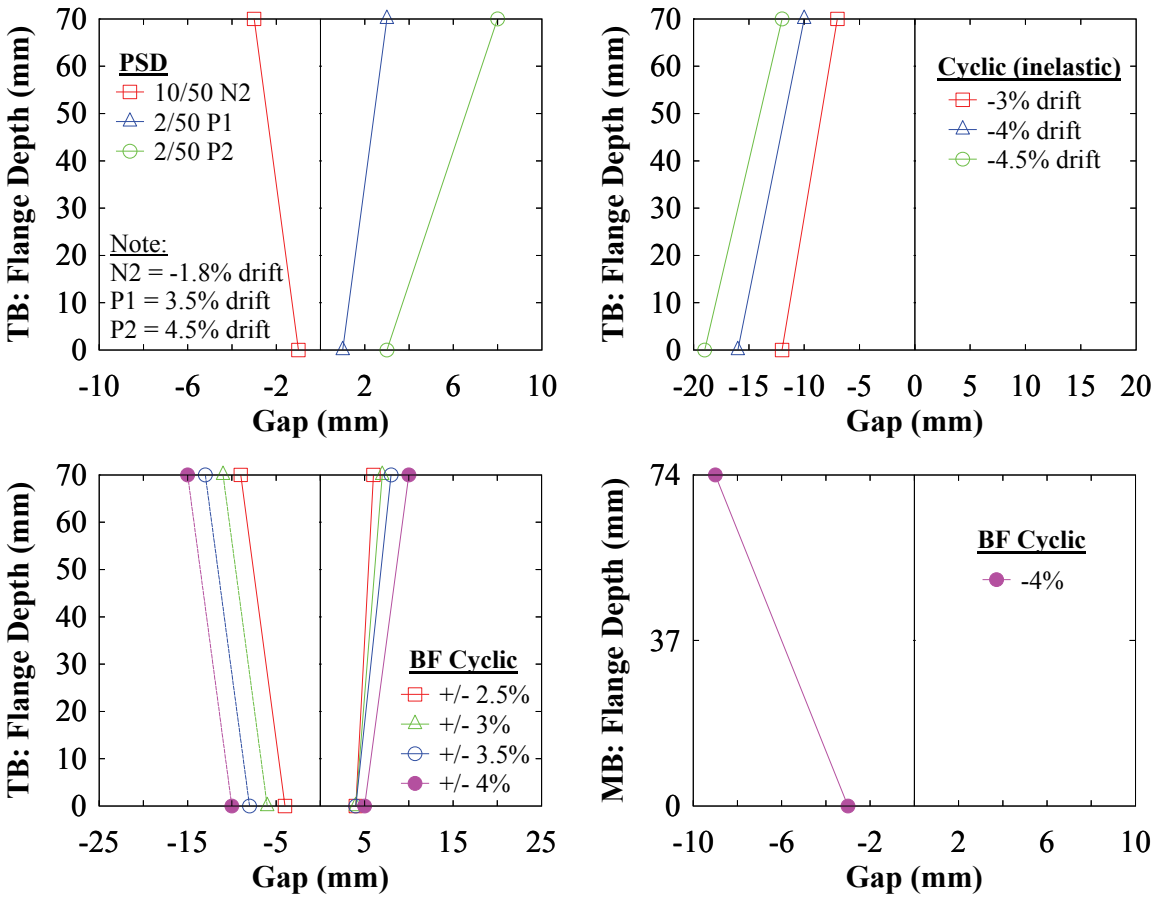 70
60
50
40
30
20
10
0
TB: Flange Depth (mm)
PSD
10/50 N2
2/50 P1
2/50 P2
Note:
N2 = -1.8% drift
P1 = 3.5% drift
P2 = 4.5% drift
-10 -6 -2 2 6 10
Gap (mm)
70
60
50
40
30
20
10
0
TB: Flange Depth (mm)
Cyclic (inelastic)
-3% drift
-4% drift
-4.5% drift
-20 -15 -10 -5 0 5 10 15 20
Gap (mm)
70
60
50
40
30
20
10
0
TB: Flange Depth (mm)
BF Cyclic
+/- 2.5%
+/- 3%
+/- 3.5%
+/- 4%
-25 -15 -5 5 15 25
Gap (mm)
74
37
0
MB: Flange Depth (mm)
BF Cyclic
-4%
-10 -6 -2 2 6 10
Gap (mm)